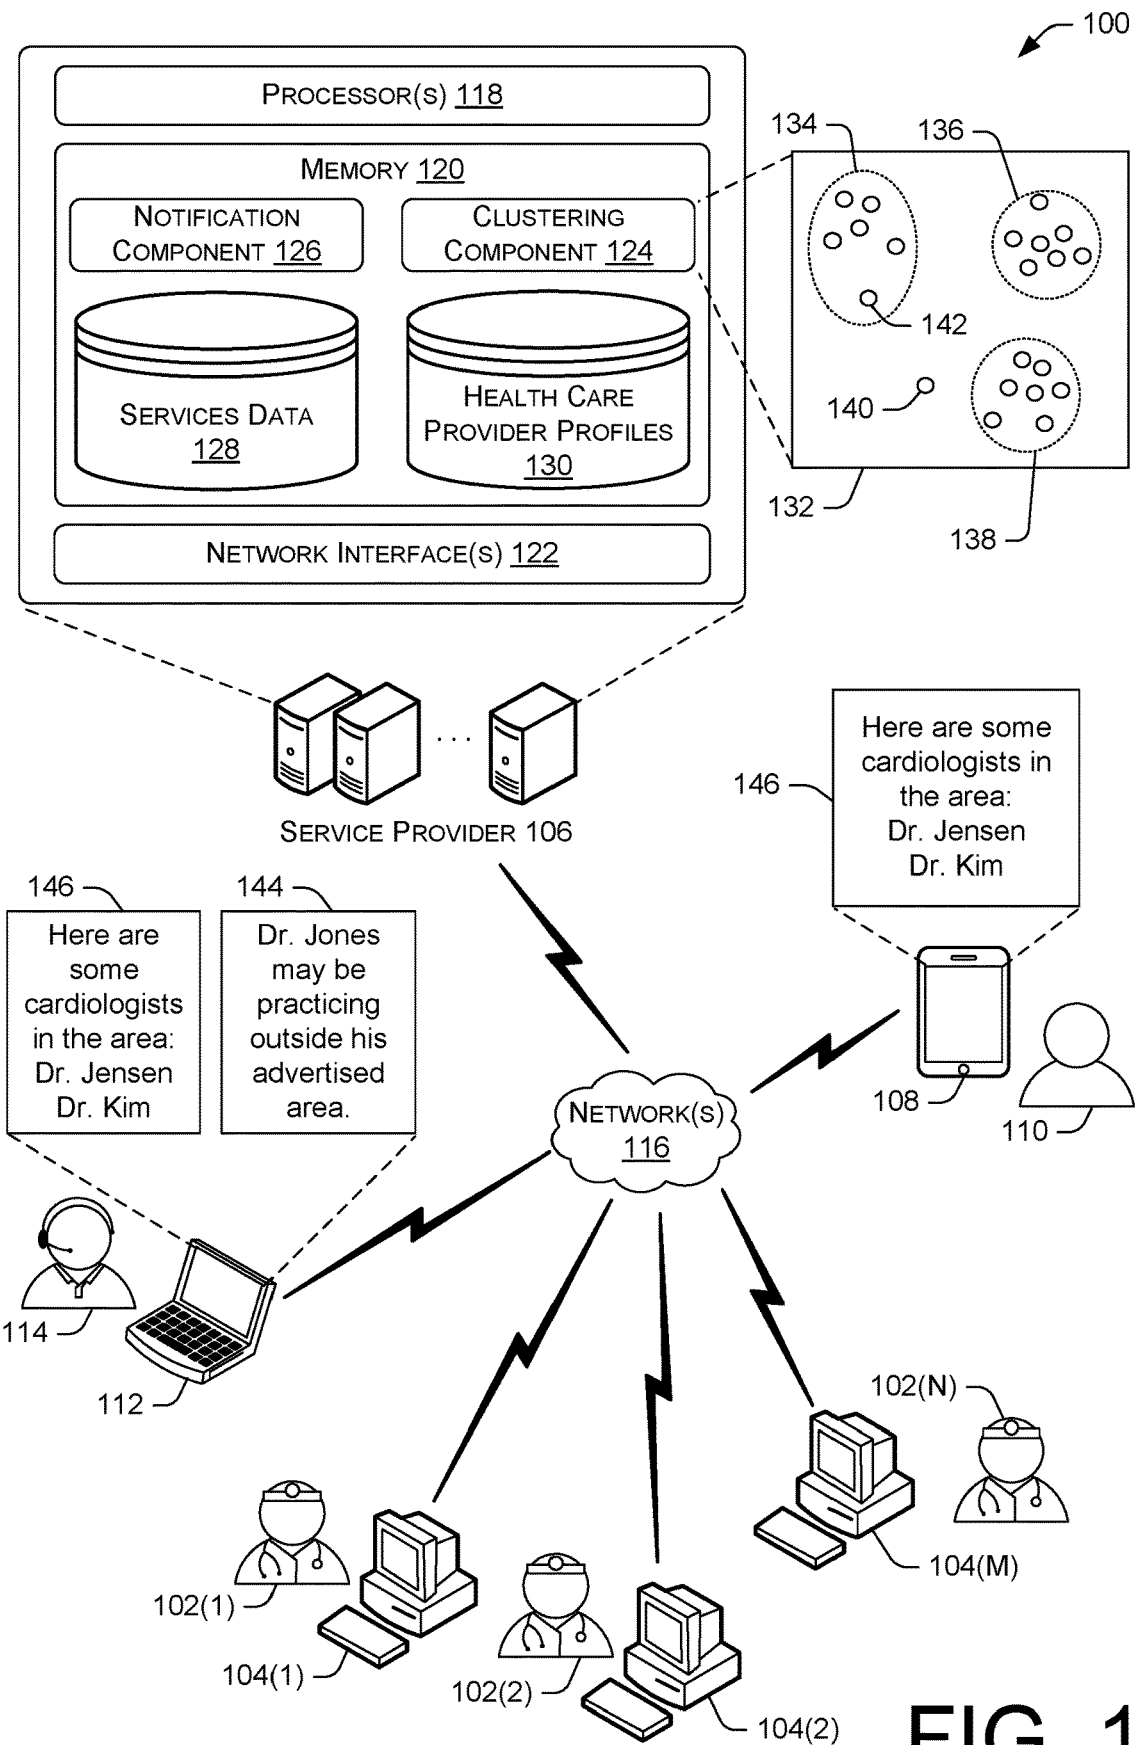 100
PROCESSOR(S) 118
MEMORY 120
NOTIFICATION
COMPONENT 126
CLUSTERING
COMPONENT 124
SERVICES DATA
128
HEALTH CARE
PROVIDER PROFILES
130
NETWORK INTERFACE(S) 122
134
136
142
140
132
138
. . .
SERVICE PROVIDER 106
146
Here are some
cardiologists in
the area:
Dr. Jensen
Dr. Kim
146
Here are
some
cardiologists
in the area:
Dr. Jensen
Dr. Kim
144
Dr. Jones
may be
practicing
outside his
advertised
area.
108
110
NETWORK(S)
116
114
112
102(N)
104(M)
102(1)
104(1)
102(2)
104(2)
FIG. 1